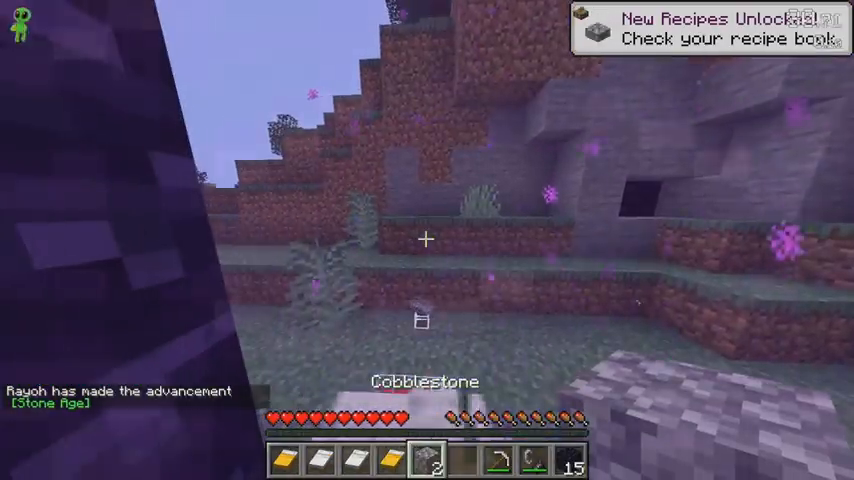 New Recipes Unlocked!
Check your recipe book
Rayoh has made the advancement
[Stone Age]
Cobblestone
2
15